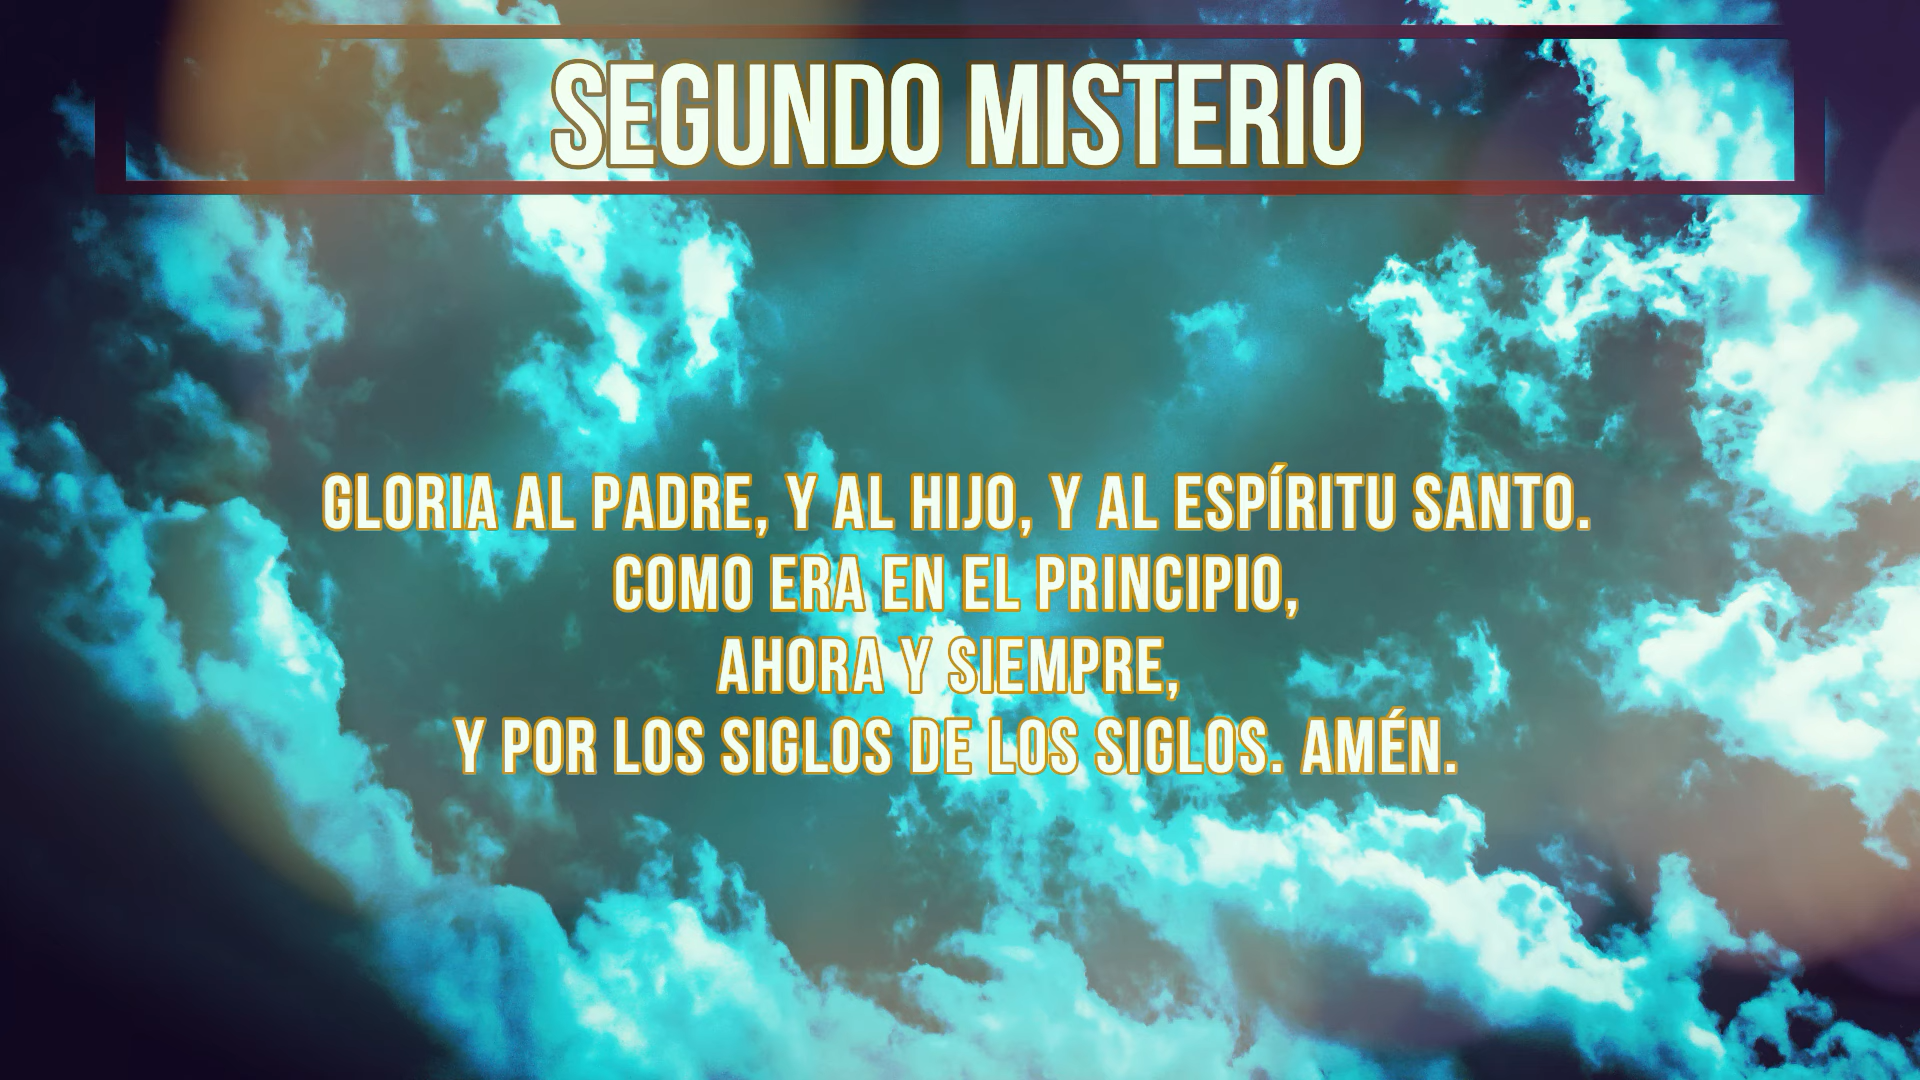 SEGUNDO MISTERIO
GLORIA AL PADRE, Y AL HIJO, Y AL ESPÍRITU SANTO.
COMO ERA EN EL PRINCIPIO,
AHORA Y SIEMPRE,
Y POR LOS SIGLOS DE LOS SIGLOS. AMÉN.